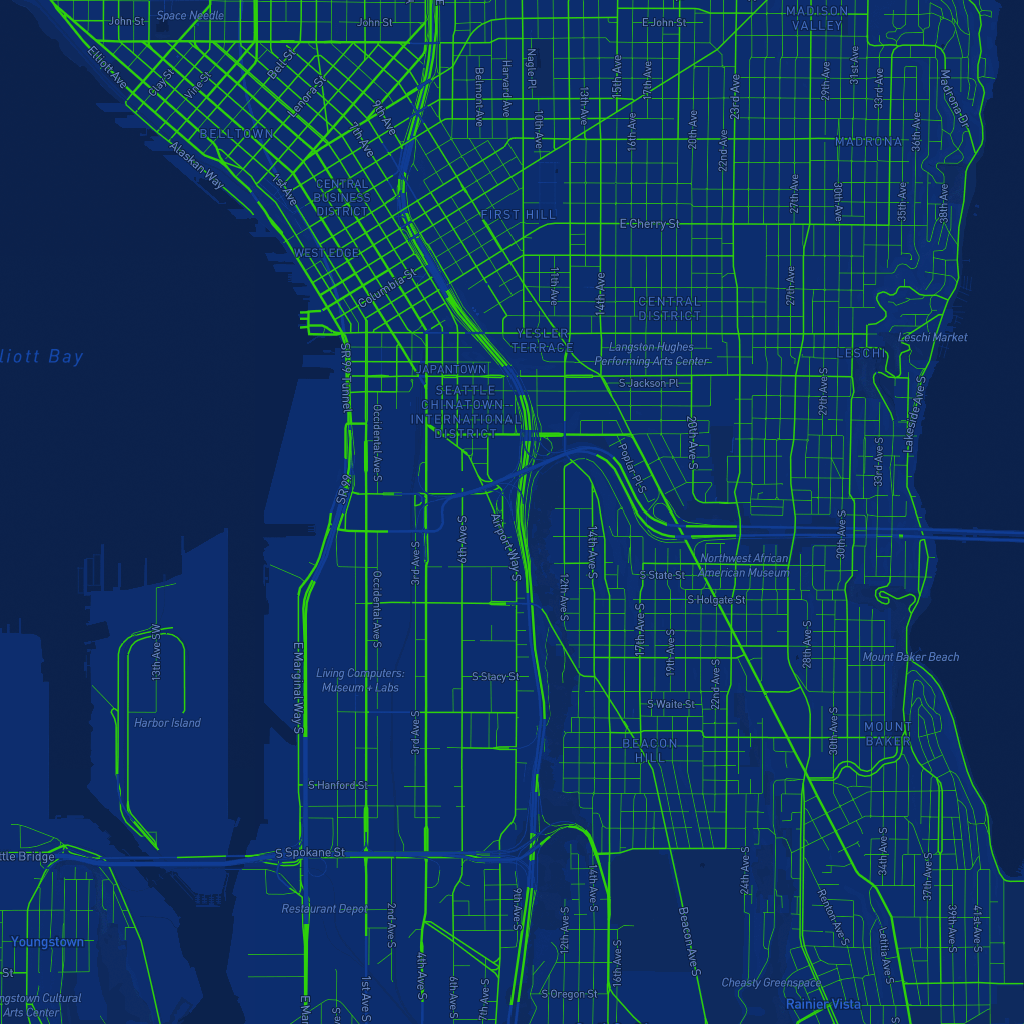 John St
Space Needle
John St
E John St
MADISON
VALLEY
Elliott Ave
Clay St
Vine St
Bell St
Lenora St
9th Ave
7th Ave
Belmont Ave
Harvard Ave
Nagle Pl
10th Ave
13th Ave
15th Ave
17th Ave
16th Ave
20th Ave
22nd Ave
23rd Ave
29th Ave
31st Ave
33rd Ave
Madrona Dr
36th Ave
BELLTOWN
MADRONA
Alaskan Way
1st Ave
CENTRAL
BUSINESS
DISTRICT
27th Ave
30th Ave
35th Ave
38th Ave
FIRST HILL
E Cherry St
WEST EDGE
Columbia St
11th Ave
14th Ave
27th Ave
CENTRAL
DISTRICT
YESLER
TERRACE
Langston Hughes
Performing Arts Center
Leschi Market
LESCHI
lliott Bay
SR 99 Tunnel
JAPANTOWN
S Jackson Pl
SEATTLE
CHINATOWN -
INTERNATIONAL
DISTRICT
Occidental Ave S
20th Ave S
29th Ave S
33rd Ave S
Lakeside Ave S
Poplar Pl S
SR 99
Airport Way S
6th Ave S
3rd Ave S
14th Ave S
30th Ave S
Northwest African
American Museum
S State St
12th Ave S
Occidental Ave S
S Holgate St
13th Ave SW
E Marginal Way S
17th Ave S
19th Ave S
22nd Ave S
28th Ave S
Mount Baker Beach
Living Computers:
Museum + Labs
S Stacy St
S Waite St
Harbor Island
3rd Ave S
BEACON
HILL
30th Ave S
MOUNT
BAKER
S Hanford St
S Spokane St
ttle Bridge
24th Ave S
34th Ave S
37th Ave S
Restaurant Depot
2nd Ave S
9th Ave S
12th Ave S
14th Ave S
16th Ave S
Beacon Ave S
Renton Ave S
Letitia Ave S
39th Ave S
41st Ave S
Youngstown
St
ngstown Cultural
Arts Center
1st Ave S
4th Ave S
6th Ave S
7th Ave S
S Oregon St
Cheasty Greenspace
Rainier Vista
E Mar
S